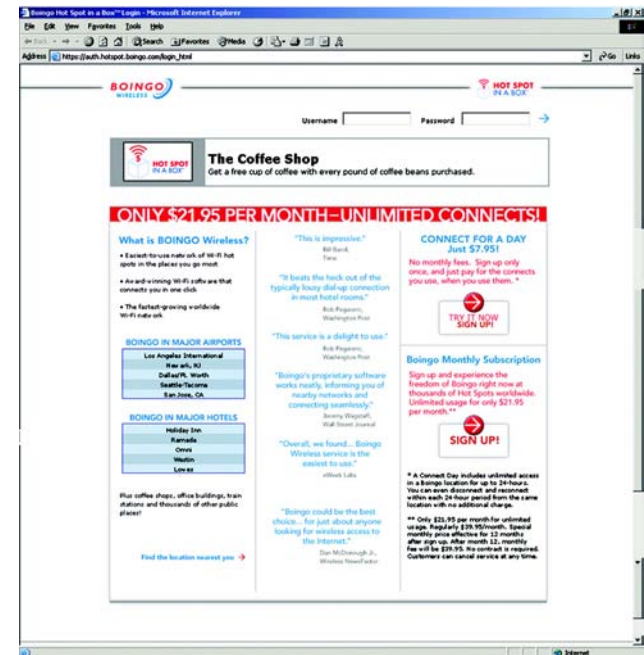 Boingo Hot Spot in a Box™ Login - Microsoft Internet Explorer
File Edit View Favorites Tools Help
Back Search Favorites Media
Address https://auth.hotspot.boingo.com/login_html Go Links
BOINGO
WIRELESS
HOT SPOT
IN A BOX
Username Password
HOT SPOT
IN A BOX
The Coffee Shop
Get a free cup of coffee with every pound of coffee beans purchased.
ONLY $21.95 PER MONTH–UNLIMITED CONNECTS!
What is BOINGO Wireless?
• Easiest-to-use network of Wi-Fi hot
spots in the places you go most
• Award-winning Wi-Fi software that
connects you in one click
• The fastest-growing worldwide
Wi-Fi network
BOINGO IN MAJOR AIRPORTS
Los Angeles International
Newark, NJ
Dallas/Ft. Worth
Seattle-Tacoma
San Jose, CA
BOINGO IN MAJOR HOTELS
Holiday Inn
Ramada
Omni
Westin
Loews
Plus coffee shops, office buildings, train
stations and thousands of other public
places!
Find the location nearest you
"This is impressive."
Bill Baird,
Time
"It beats the heck out of the
typically lousy dial-up connection
in most hotel rooms."
Rob Pegoraro,
Washington Post
"This service is a delight to use."
Rob Pegoraro,
Washington Post
"Boingo's proprietary software
works neatly, informing you of
nearby networks and
connecting seamlessly."
Jeremy Wagstaff,
Wall Street Journal
"Overall, we found... Boingo
Wireless service is the
easiest to use."
eWeek Labs
"Boingo could be the best
choice... for just about anyone
looking for wireless access to
the Internet."
Dan McDonough Jr.,
Wireless NewsFactor
CONNECT FOR A DAY
Just $7.95!
No monthly fees. Sign up only
once, and just pay for the connects
you use, when you use them. *
TRY IT NOW
SIGN UP!
Boingo Monthly Subscription
Sign up and experience the
freedom of Boingo right now at
thousands of Hot Spots worldwide.
Unlimited usage for only $21.95
per month.**
SIGN UP!
* A Connect Day includes unlimited access
in a Boingo location for up to 24-hours.
You can even disconnect and reconnect
within each 24-hour period from the same
location with no additional charge.
** Only $21.95 per month for unlimited
usage. Regularly $39.95/month. Special
monthly price effective for 12 months
after sign up. After month 12, monthly
fee will be $39.95. No contract is required.
Customers can cancel service at any time.
Internet